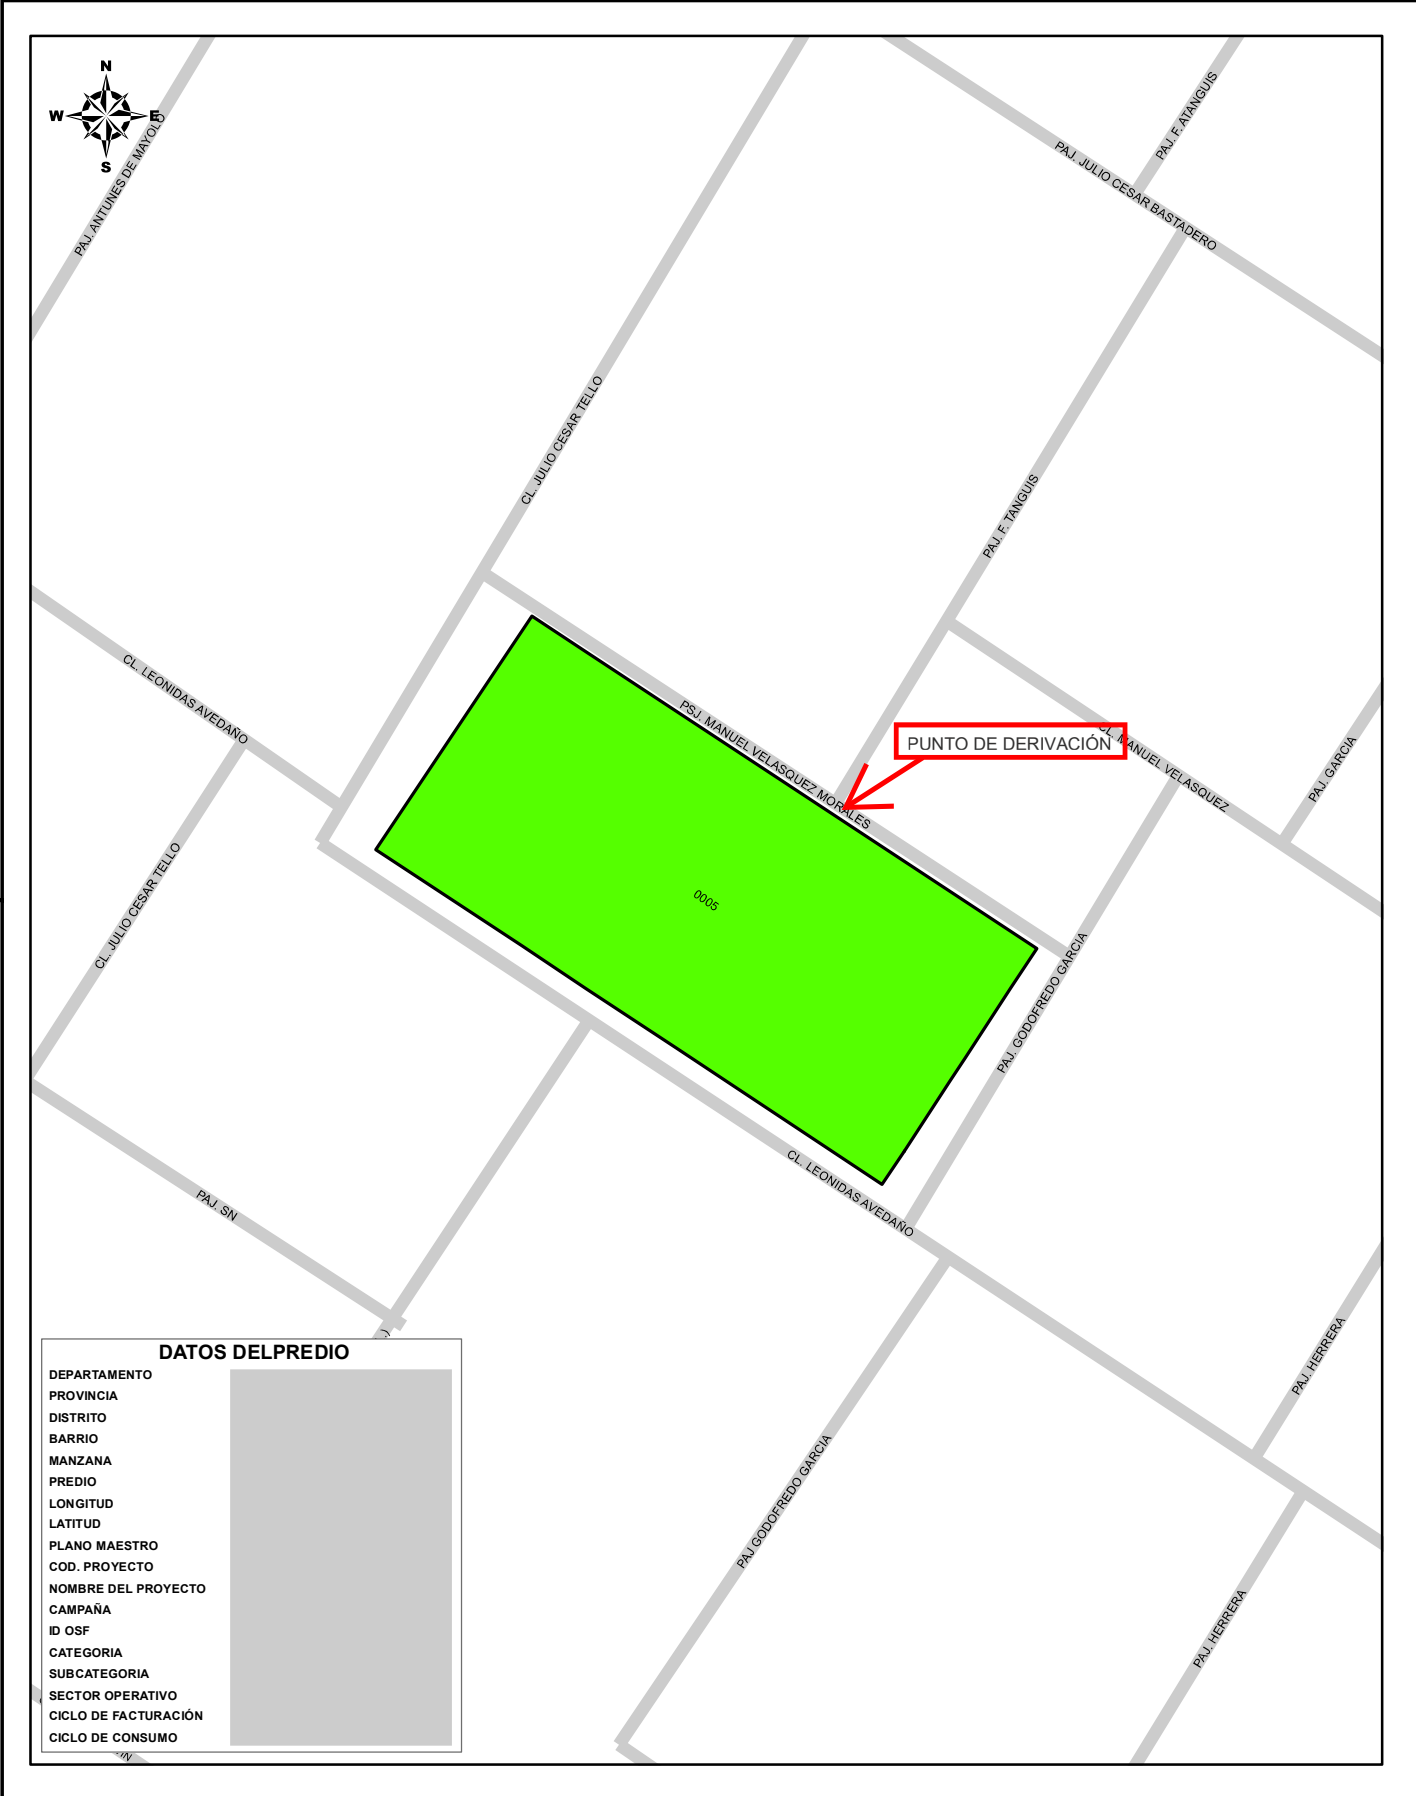 N
W
E
S
PAJ. ANTUNES DE MAYOLO
PAJ. F. ATANGUIS
PAJ. JULIO CESAR BASTADERO
CL. JULIO CESAR TELLO
PAJ. F. TANGUIS
CL. LEONIDAS AVEDAÑO
PSJ. MANUEL VELASQUEZ MORALES
PUNTO DE DERIVACIÓN
CL. MANUEL VELASQUEZ
PAJ. GARCIA
CL. JULIO CESAR TELLO
0005
PAJ. GODOFREDO GARCIA
CL. LEONIDAS AVEDAÑO
PAJ. SN
PAJ. HERRERA
PAJ GODOFREDO GARCIA
PAJ. HERRERA
DATOS DELPREDIO
DEPARTAMENTO
PROVINCIA
DISTRITO
BARRIO
MANZANA
PREDIO
LONGITUD
LATITUD
PLANO MAESTRO
COD. PROYECTO
NOMBRE DEL PROYECTO
CAMPAÑA
ID OSF
CATEGORIA
SUBCATEGORIA
SECTOR OPERATIVO
CICLO DE FACTURACIÓN
CICLO DE CONSUMO